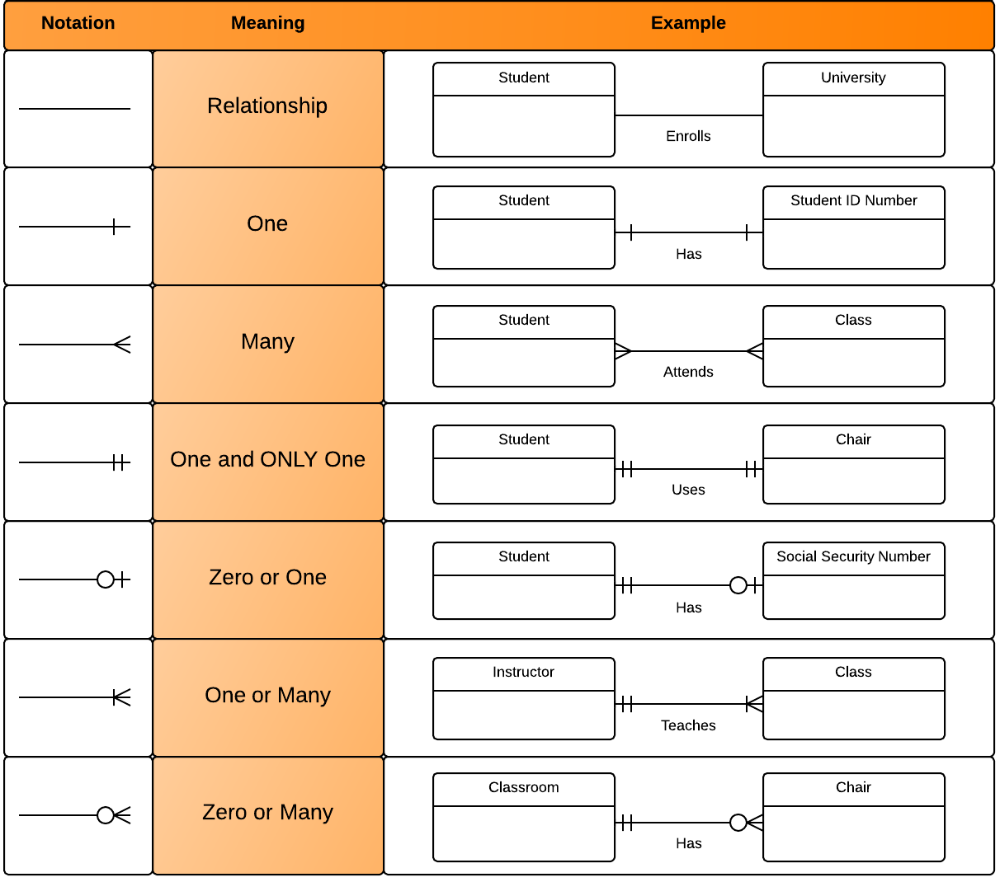 Notation Meaning Example
Relationship
Student
University
Enrolls
One
Student
Student ID Number
Has
Many
Student
Class
Attends
One and ONLY One
Student
Chair
Uses
Zero or One
Student
Social Security Number
Has
One or Many
Instructor
Class
Teaches
Zero or Many
Classroom
Chair
Has